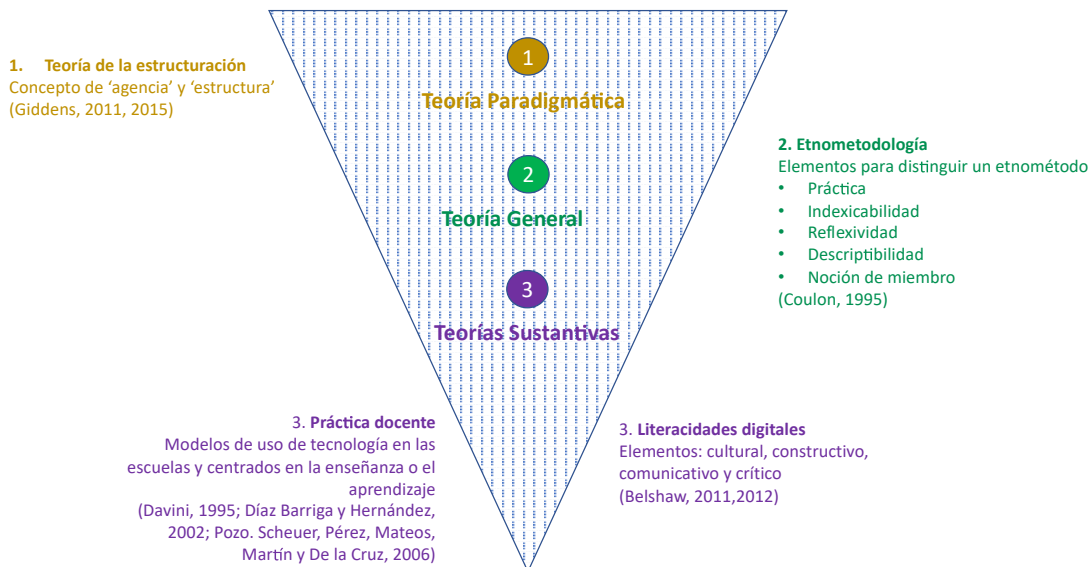 1
1. Teoría de la estructuración
Concepto de ‘agencia’ y ‘estructura’
(Giddens, 2011, 2015)
Teoría Paradigmática
2. Etnometodología
Elementos para distinguir un etnométodo
• Práctica
• Indexicabilidad
• Reflexividad
• Descriptibilidad
• Noción de miembro
(Coulon, 1995)
2
Teoría General
3
Teorías Sustantivas
3. Práctica docente
Modelos de uso de tecnología en las
escuelas y centrados en la enseñanza o el
aprendizaje
(Davini, 1995; Díaz Barriga y Hernández,
2002; Pozo. Scheuer, Pérez, Mateos,
Martín y De la Cruz, 2006)
3. Literacidades digitales
Elementos: cultural, constructivo,
comunicativo y crítico
(Belshaw, 2011,2012)